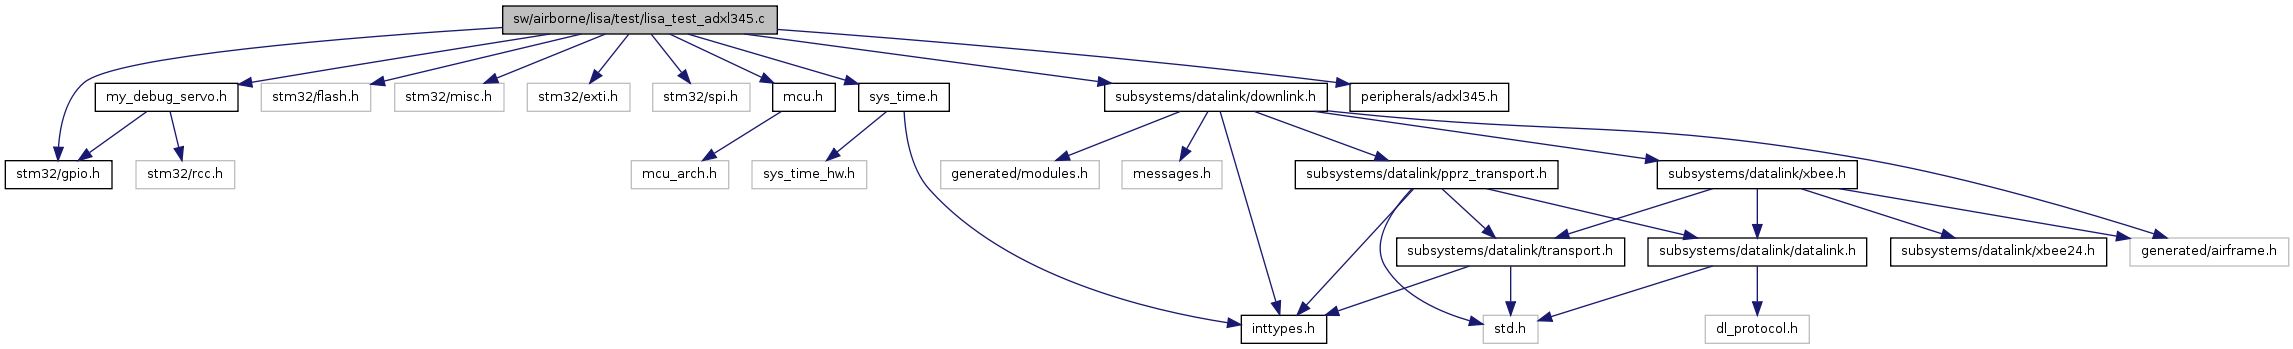 sw/airborne/lisa/test/lisa_test_adxl345.c
my_debug_servo.h
stm32/flash.h
stm32/misc.h
stm32/exti.h
stm32/spi.h
mcu.h
sys_time.h
subsystems/datalink/downlink.h
peripherals/adxl345.h
stm32/gpio.h
stm32/rcc.h
mcu_arch.h
sys_time_hw.h
generated/modules.h
messages.h
subsystems/datalink/pprz_transport.h
subsystems/datalink/xbee.h
subsystems/datalink/transport.h
subsystems/datalink/datalink.h
subsystems/datalink/xbee24.h
generated/airframe.h
inttypes.h
std.h
dl_protocol.h